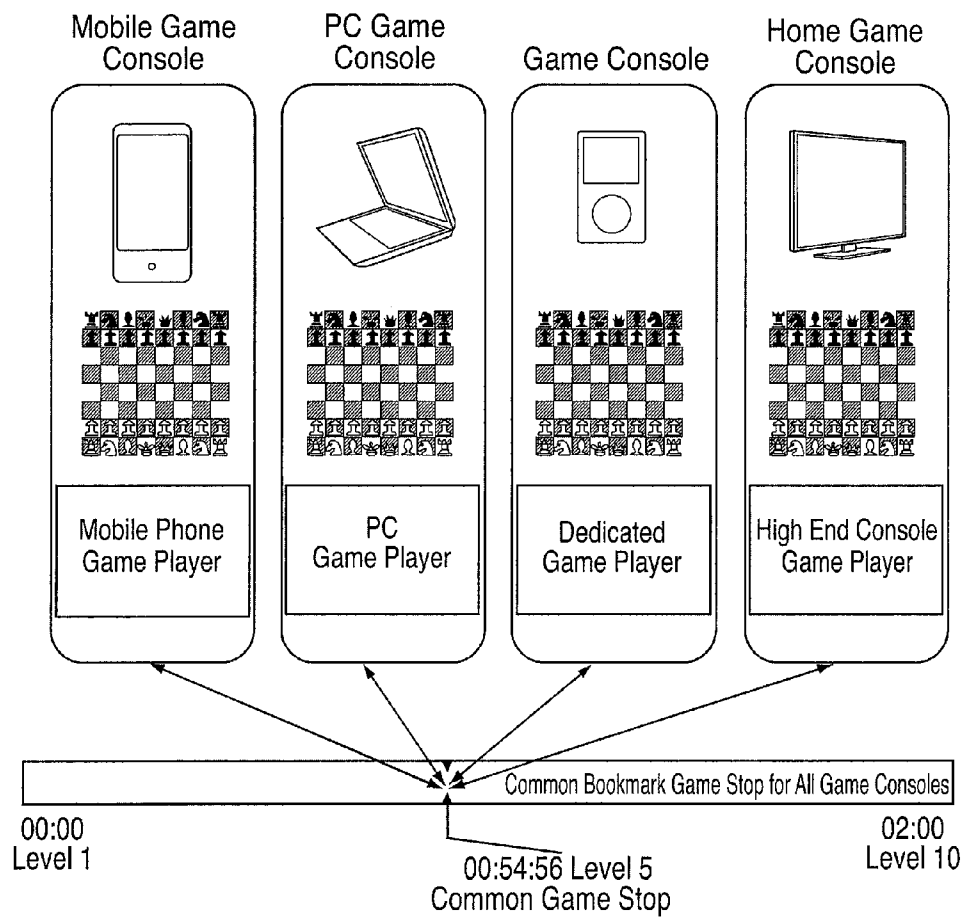 Mobile Game
Console
PC Game
Console
Game Console
Home Game
Console
Mobile Phone
Game Player
PC
Game Player
Dedicated
Game Player
High End Console
Game Player
Common Bookmark Game Stop for All Game Consoles
00:00
Level 1
02:00
Level 10
00:54:56 Level 5
Common Game Stop